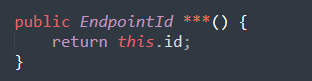 public EndpointId ***() {
    return this.id;
}